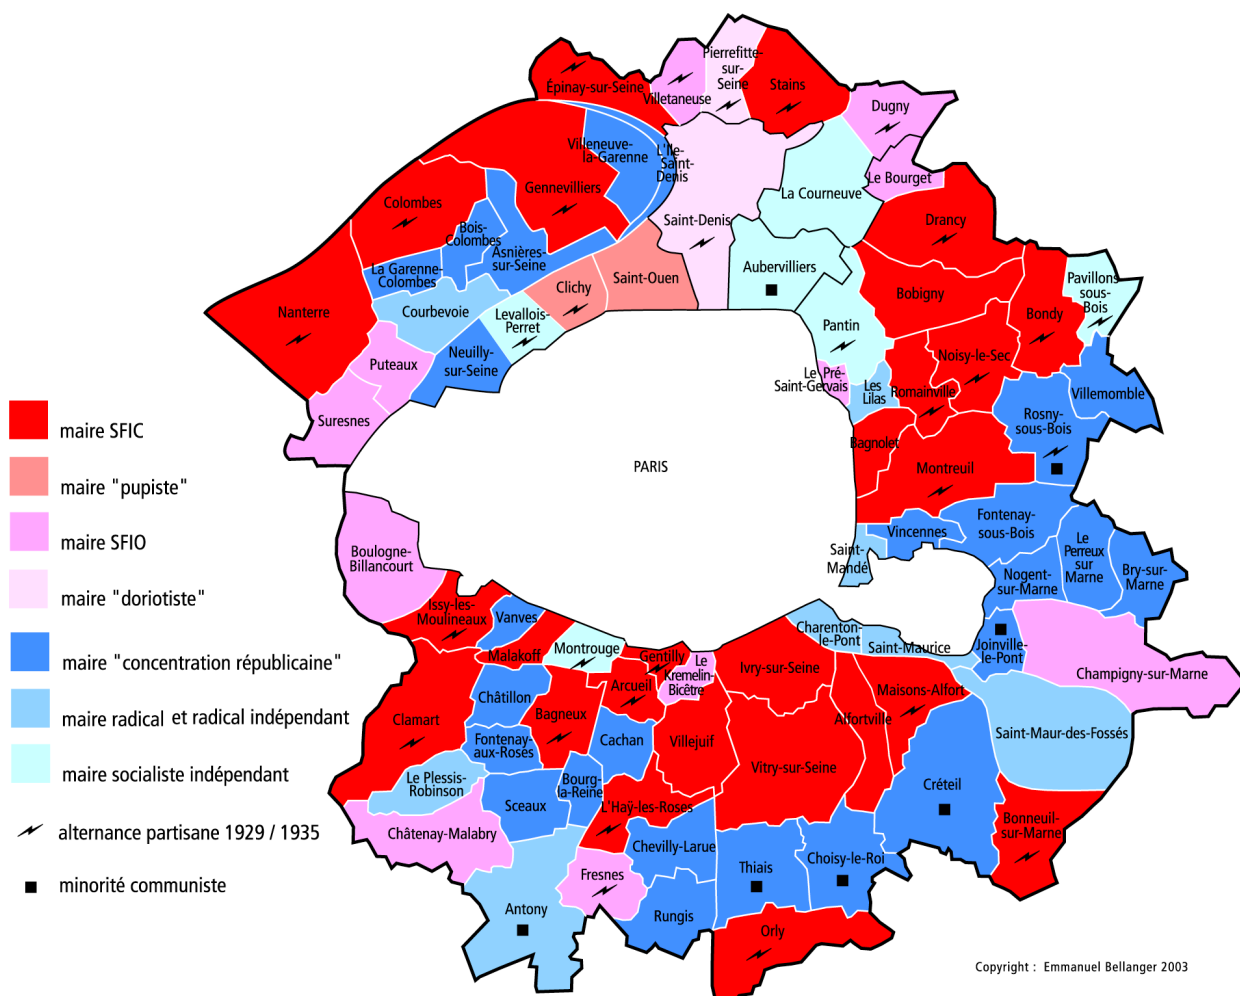 Pierrefitte-
sur-
Seine
Épinay-sur-Seine
Villetaneuse
Stains
Dugny
Villeneuve-
la-Garenne
L'Ile-
Saint-
Denis
Le Bourget
Gennevilliers
La Courneuve
Colombes
Saint-Denis
Drancy
Bois-
Colombes
Asnières-
sur-Seine
La Garenne-
Colombes
Aubervilliers
Saint-Ouen
Clichy
Bobigny
Pavillons
sous-
Bois
Nanterre
Courbevoie
Levallois-
Perret
Pantin
Bondy
Neuilly-
sur-Seine
Noisy-le-Sec
Puteaux
Le Pré-
Saint-Gervais
Les
Lilas
Romainville
Villemomble
Suresnes
Rosny-
sous-Bois
Bagnolet
Montreuil
PARIS
maire SFIC
maire "pupiste"
maire SFIO
maire "doriotiste"
maire "concentration républicaine"
maire radical et radical indépendant
maire socialiste indépendant
alternance partisane 1929 / 1935
minorité communiste
Boulogne-
Billancourt
Vincennes
Fontenay-
sous-Bois
Le
Perreux
sur
Marne
Saint-
Mandé
Nogent-
sur-Marne
Bry-sur-
Marne
Issy-les-
Moulineaux
Vanves
Malakoff
Montrouge
Gentilly
Le
Kremelin-
Bicêtre
Ivry-sur-Seine
Charenton-
le-Pont
Saint-Maurice
Joinville-
le-Pont
Champigny-sur-Marne
Châtillon
Arcueil
Maisons-Alfort
Clamart
Bagneux
Alfortville
Saint-Maur-des-Fossés
Fontenay-
aux-Roses
Cachan
Villejuif
Vitry-sur-Seine
Le Plessis-
Robinson
Bourg-
la-Reine
Sceaux
L'Haÿ-les-Roses
Créteil
Châtenay-Malabry
Bonneuil-
sur-Marne
Chevilly-Larue
Thiais
Choisy-le-Roi
Fresnes
Antony
Rungis
Orly
Copyright : Emmanuel Bellanger 2003